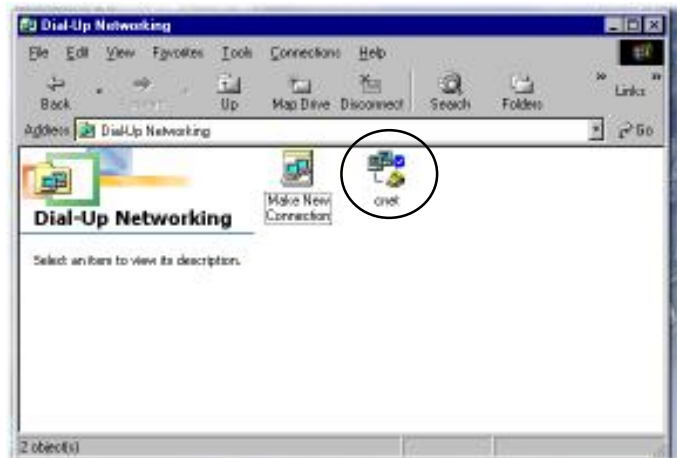 Dial-Up Networking
File Edit View Favorites Tools Connections Help
Back Up Map Drive Disconnect Search Folders Links
Address Dial-Up Networking Go
Make New
Connection
cnet
Dial-Up Networking
Select an item to view its description.
2 object(s)